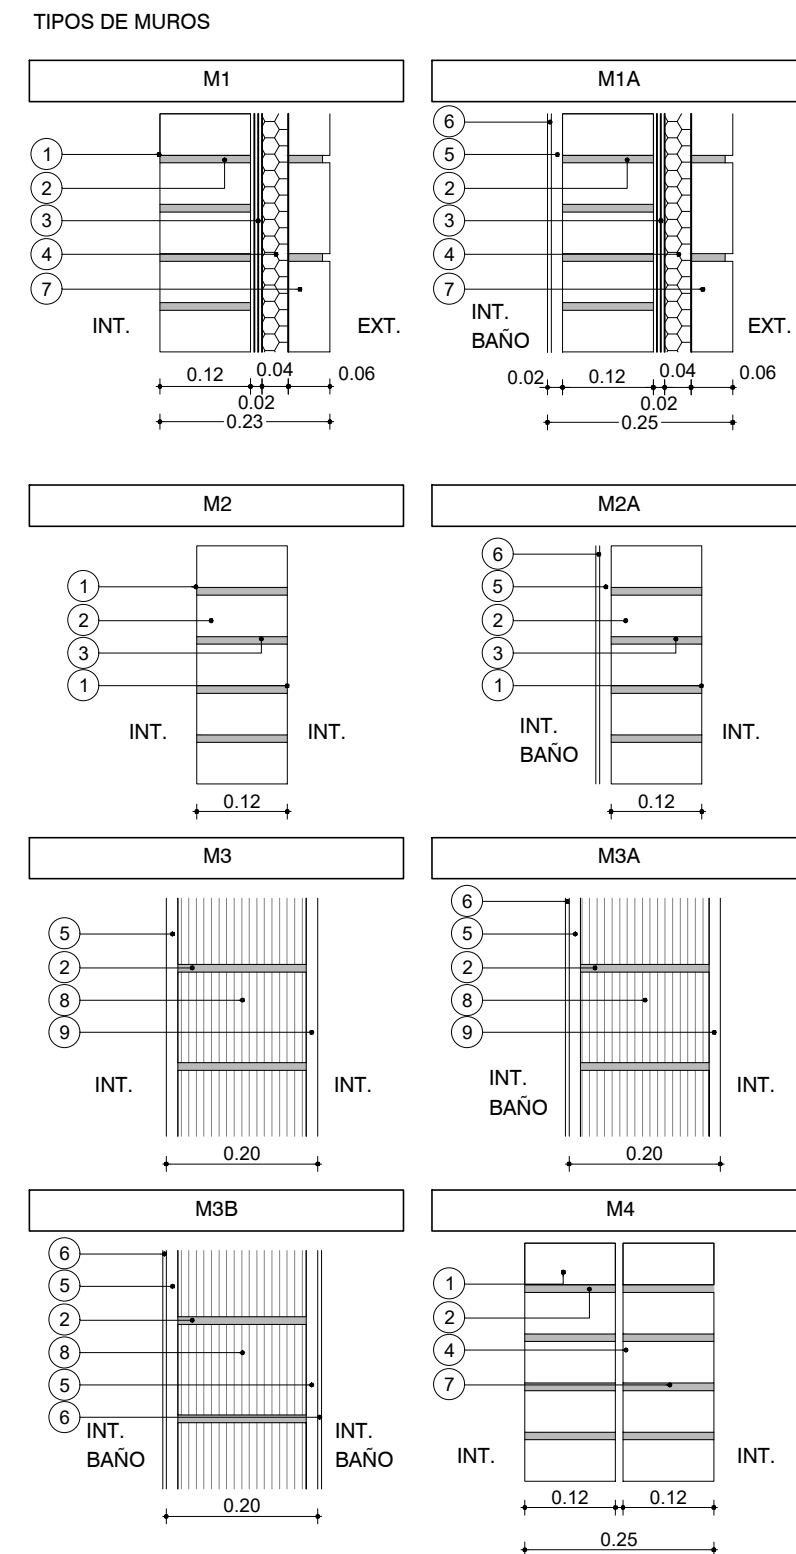 TIPOS DE MUROS
M1
1
2
3
4
7
INT.
EXT.
0.12
0.04
0.06
0.02
0.23
M1A
6
5
2
3
4
7
INT.
BAÑO
EXT.
0.02
0.12
0.04
0.06
0.02
0.25
M2
1
2
3
1
INT.
INT.
0.12
M2A
6
5
2
3
1
INT.
BAÑO
INT.
0.12
M3
5
2
8
9
INT.
INT.
0.20
M3A
6
5
2
8
9
INT.
BAÑO
INT.
0.20
M3B
6
5
2
8
5
6
INT.
BAÑO
INT.
BAÑO
0.20
M4
1
2
4
7
INT.
INT.
0.12
0.12
0.25